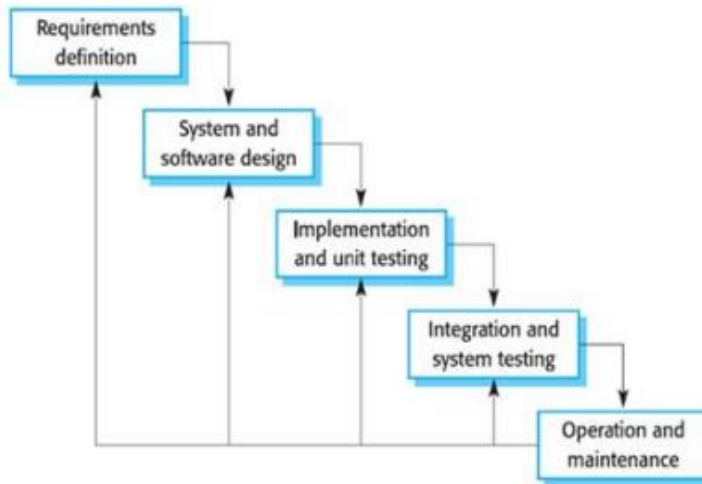 Requirements
definition
System and
software design
Implementation
and unit testing
Integration and
system testing
Operation and
maintenance